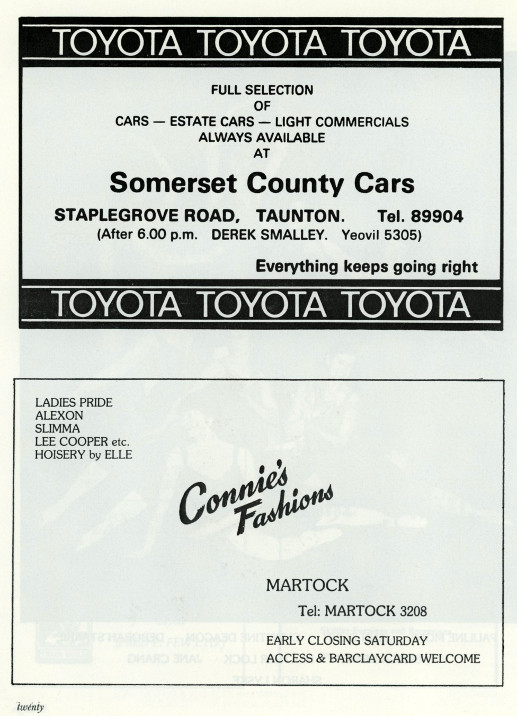 TOYOTA TOYOTA TOYOTA
FULL SELECTION
OF
CARS — ESTATE CARS — LIGHT COMMERCIALS
ALWAYS AVAILABLE
AT
Somerset County Cars
STAPLEGROVE ROAD, TAUNTON. Tel. 89904
(After 6.00 p.m. DEREK SMALLEY. Yeovil 5305)
Everything keeps going right
TOYOTA TOYOTA TOYOTA
LADIES PRIDE
ALEXON
SLIMMA
LEE COOPER etc.
HOISERY by ELLE
Connie's
Fashions
MARTOCK
Tel: MARTOCK 3208
EARLY CLOSING SATURDAY
ACCESS & BARCLAYCARD WELCOME
twenty